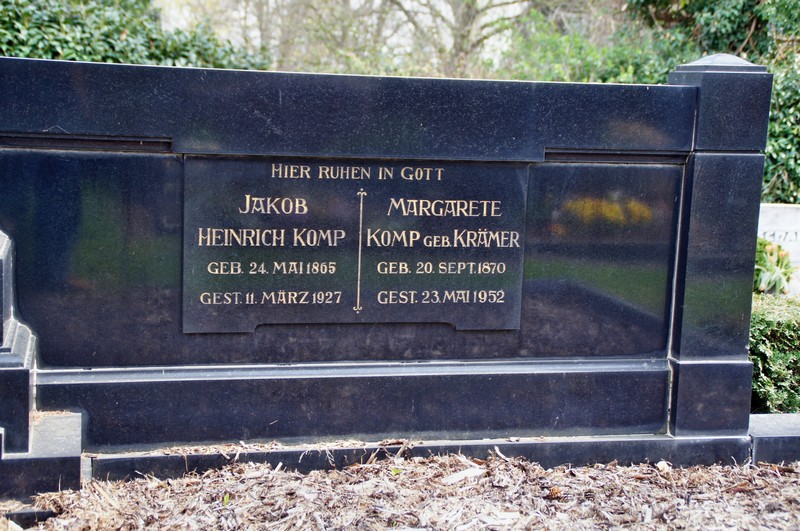 HIER RUHEN IN GOTT
JAKOB
HEINRICH KOMP
GEB. 24. MAI 1865
GEST. 11. MÄRZ 1927
MARGARETE
KOMP GEB. KRÄMER
GEB. 20. SEPT. 1870
GEST. 23. MAI 1952